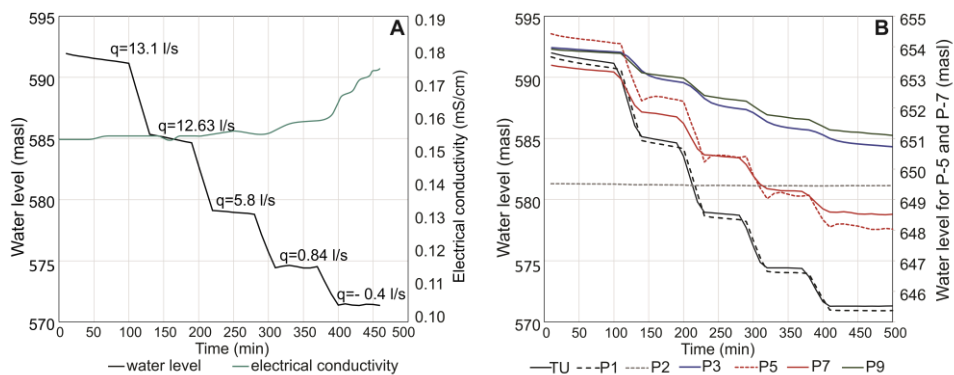 595
590
585
580
575
570
Water level (masl)
A
q=13.1 l/s
q=12.63 l/s
q=5.8 l/s
q=0.84 l/s
q=- 0.4 l/s
0.19
0.18
0.17
0.16
0.15
0.14
0.13
0.12
0.11
0.10
Electrical conductivity (mS/cm)
0 50 100 150 200 250 300 350 400 450 500
Time (min)
water level electrical conductivity
595
590
585
580
575
570
Water level (masl)
B
655
654
653
652
651
650
649
648
647
646
Water level for P-5 and P-7 (masl)
0 50 100 150 200 250 300 350 400 450 500
Time (min)
TU P1 P2 P3 P5 P7 P9